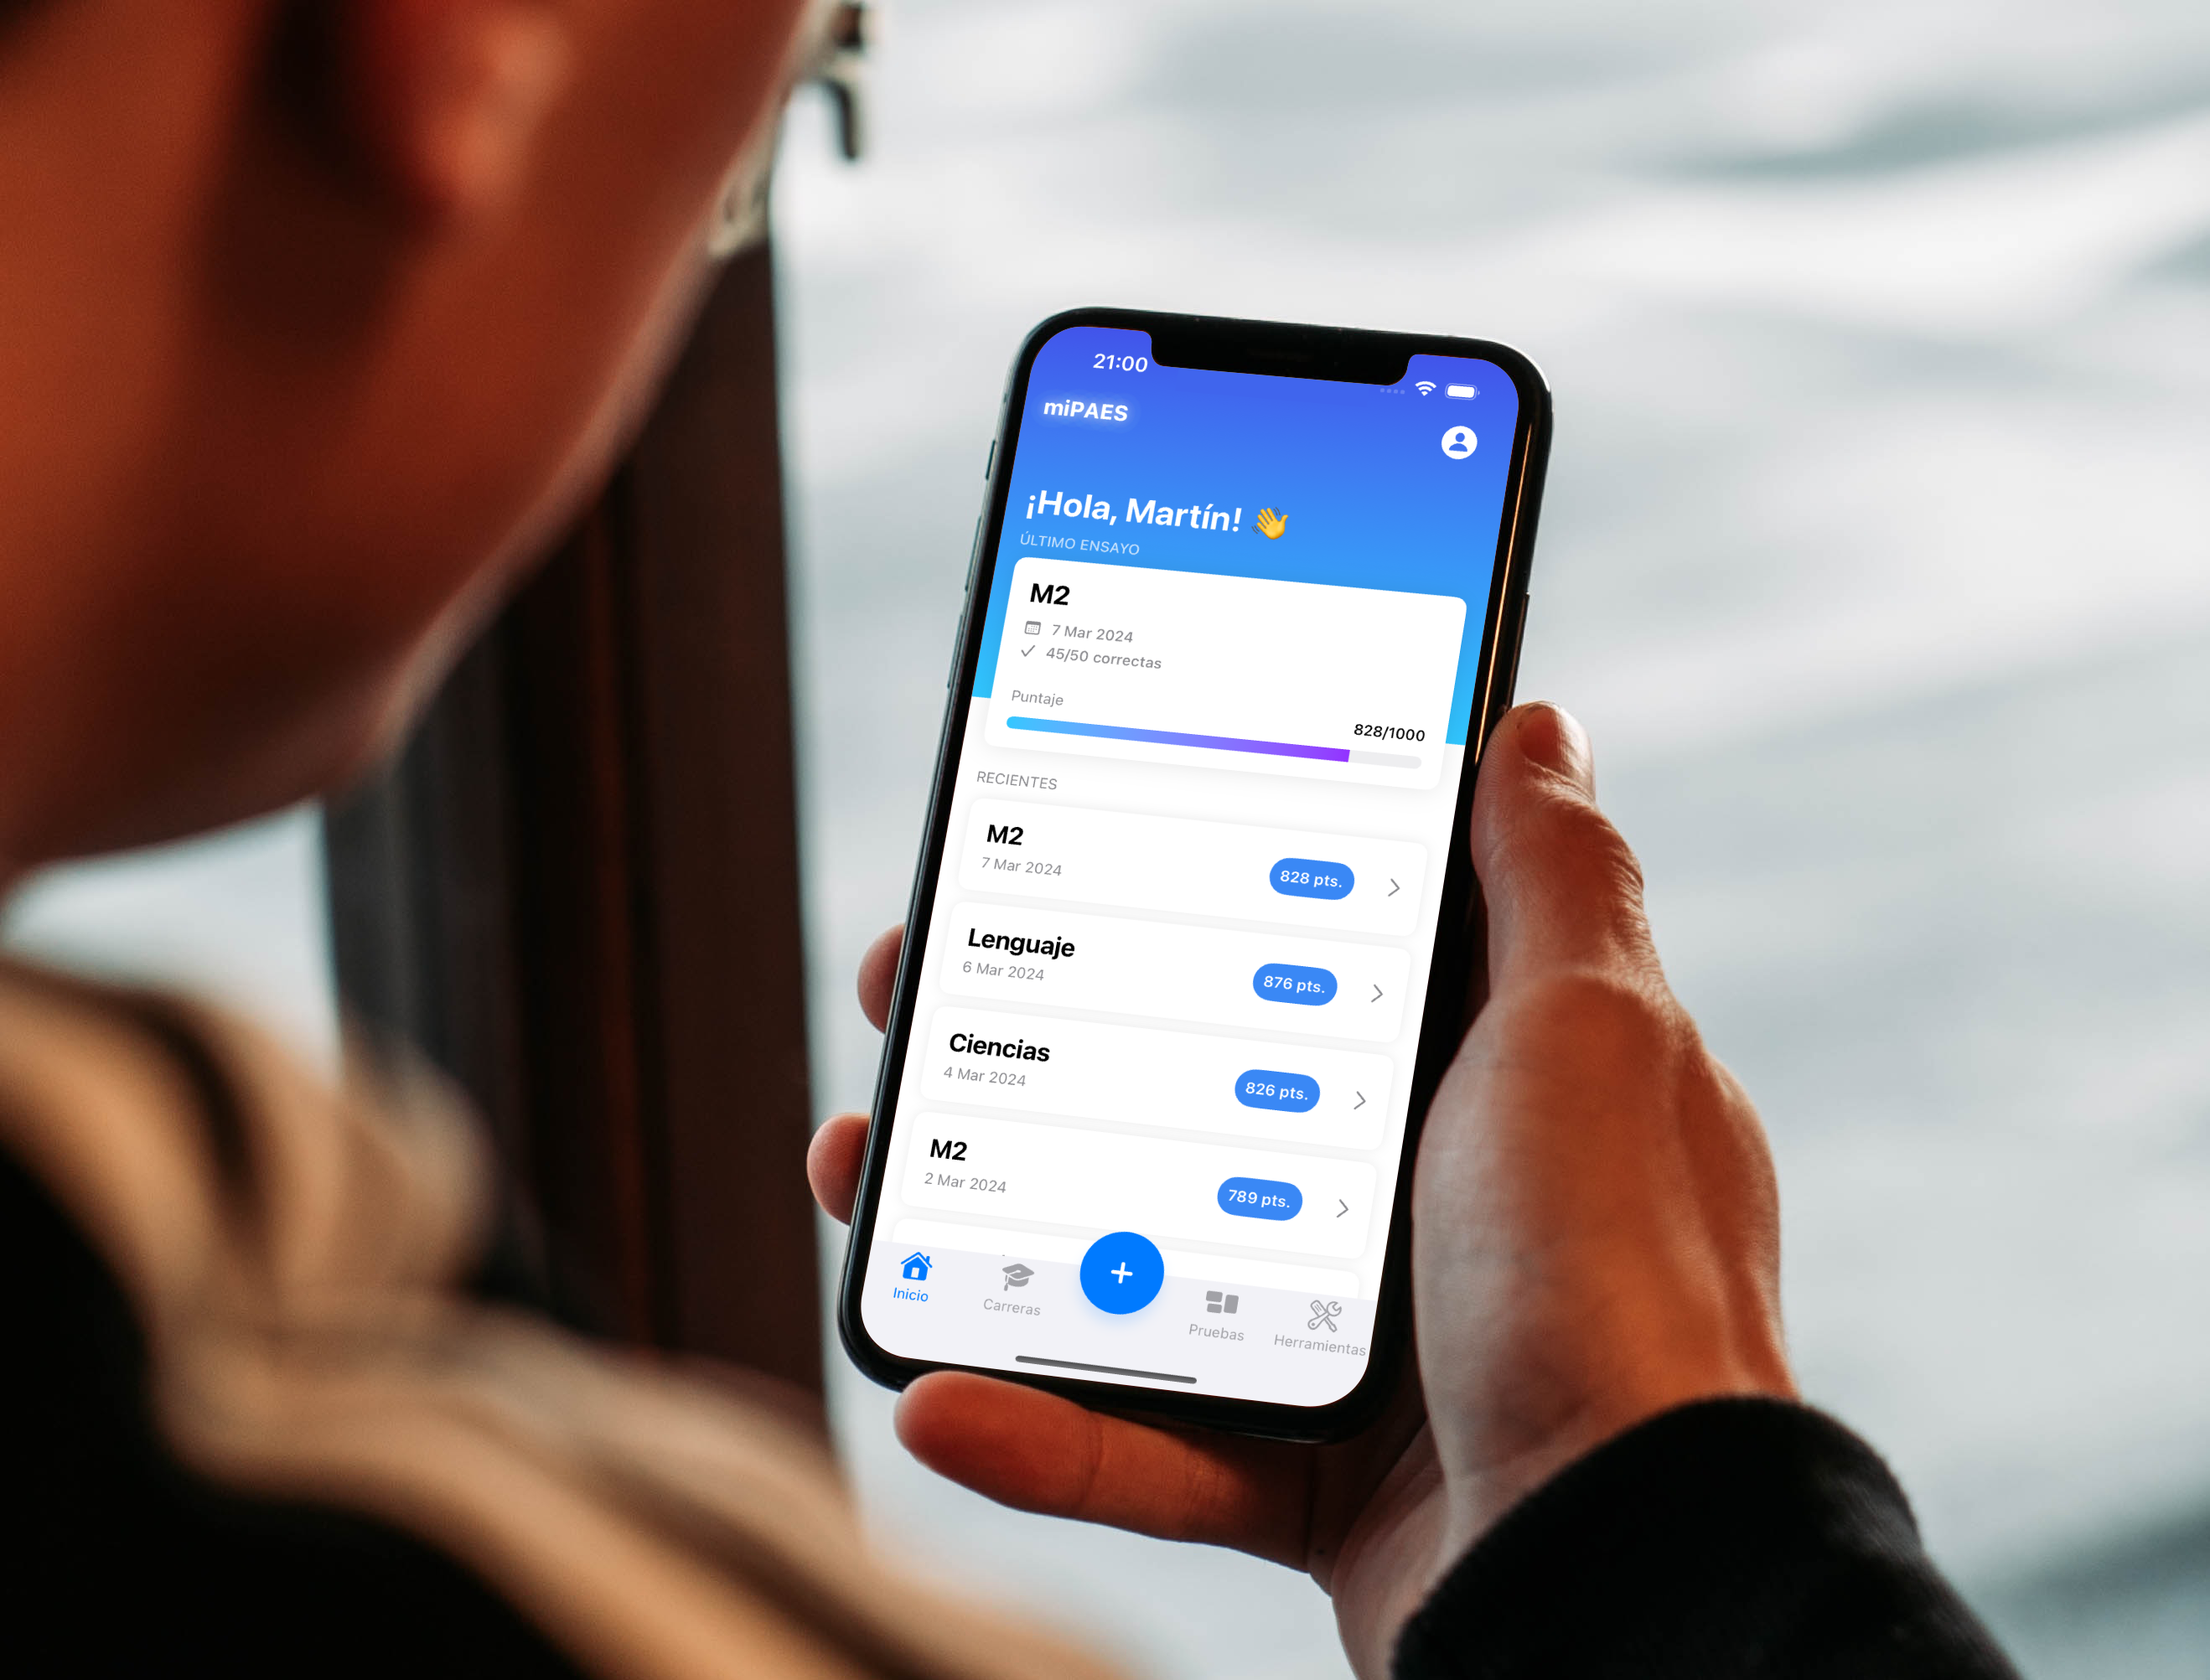 21:00
miPAES
¡Hola, Martín! 👋
ÚLTIMO ENSAYO
M2
7 Mar 2024
45/50 correctas
Puntaje
828/1000
RECIENTES
M2
7 Mar 2024
828 pts.
Lenguaje
6 Mar 2024
876 pts.
Ciencias
4 Mar 2024
826 pts.
M2
2 Mar 2024
789 pts.
Inicio
Carreras
+
Pruebas
Herramientas